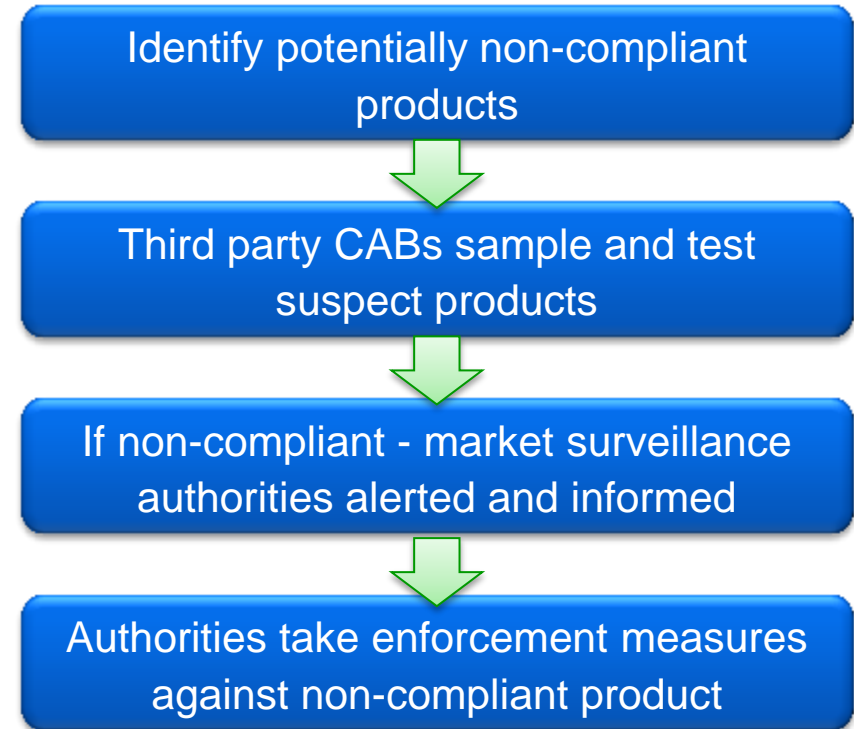 Identify potentially non-compliant
products
Third party CABs sample and test
suspect products
If non-compliant - market surveillance
authorities alerted and informed
Authorities take enforcement measures
against non-compliant product